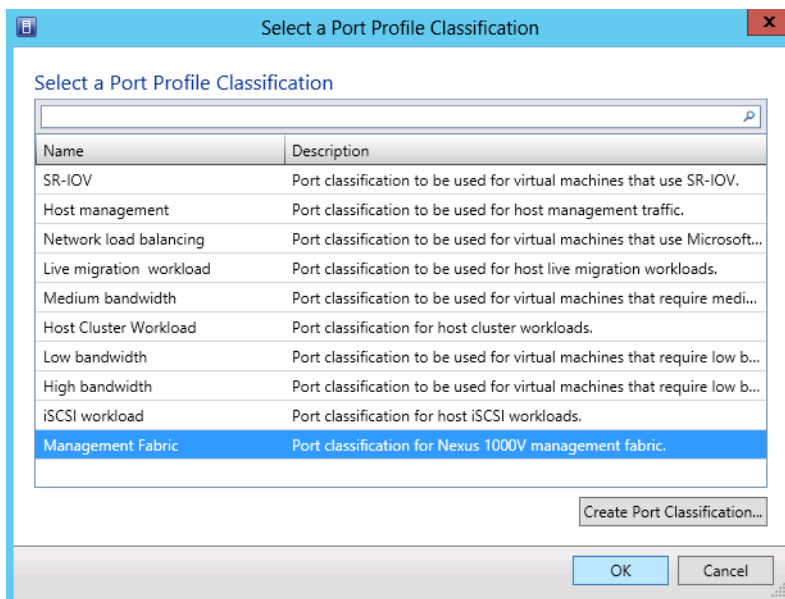 Select a Port Profile Classification
x
Select a Port Profile Classification
Name Description
SR-IOV Port classification to be used for virtual machines that use SR-IOV.
Host management Port classification to be used for host management traffic.
Network load balancing Port classification to be used for virtual machines that use Microsoft...
Live migration  workload Port classification to be used for host live migration workloads.
Medium bandwidth Port classification to be used for virtual machines that require medi...
Host Cluster Workload Port classification for host cluster workloads.
Low bandwidth Port classification to be used for virtual machines that require low b...
High bandwidth Port classification to be used for virtual machines that require low b...
iSCSI workload Port classification for host iSCSI workloads.
Management Fabric Port classification for Nexus 1000V management fabric.
Create Port Classification...
OK Cancel